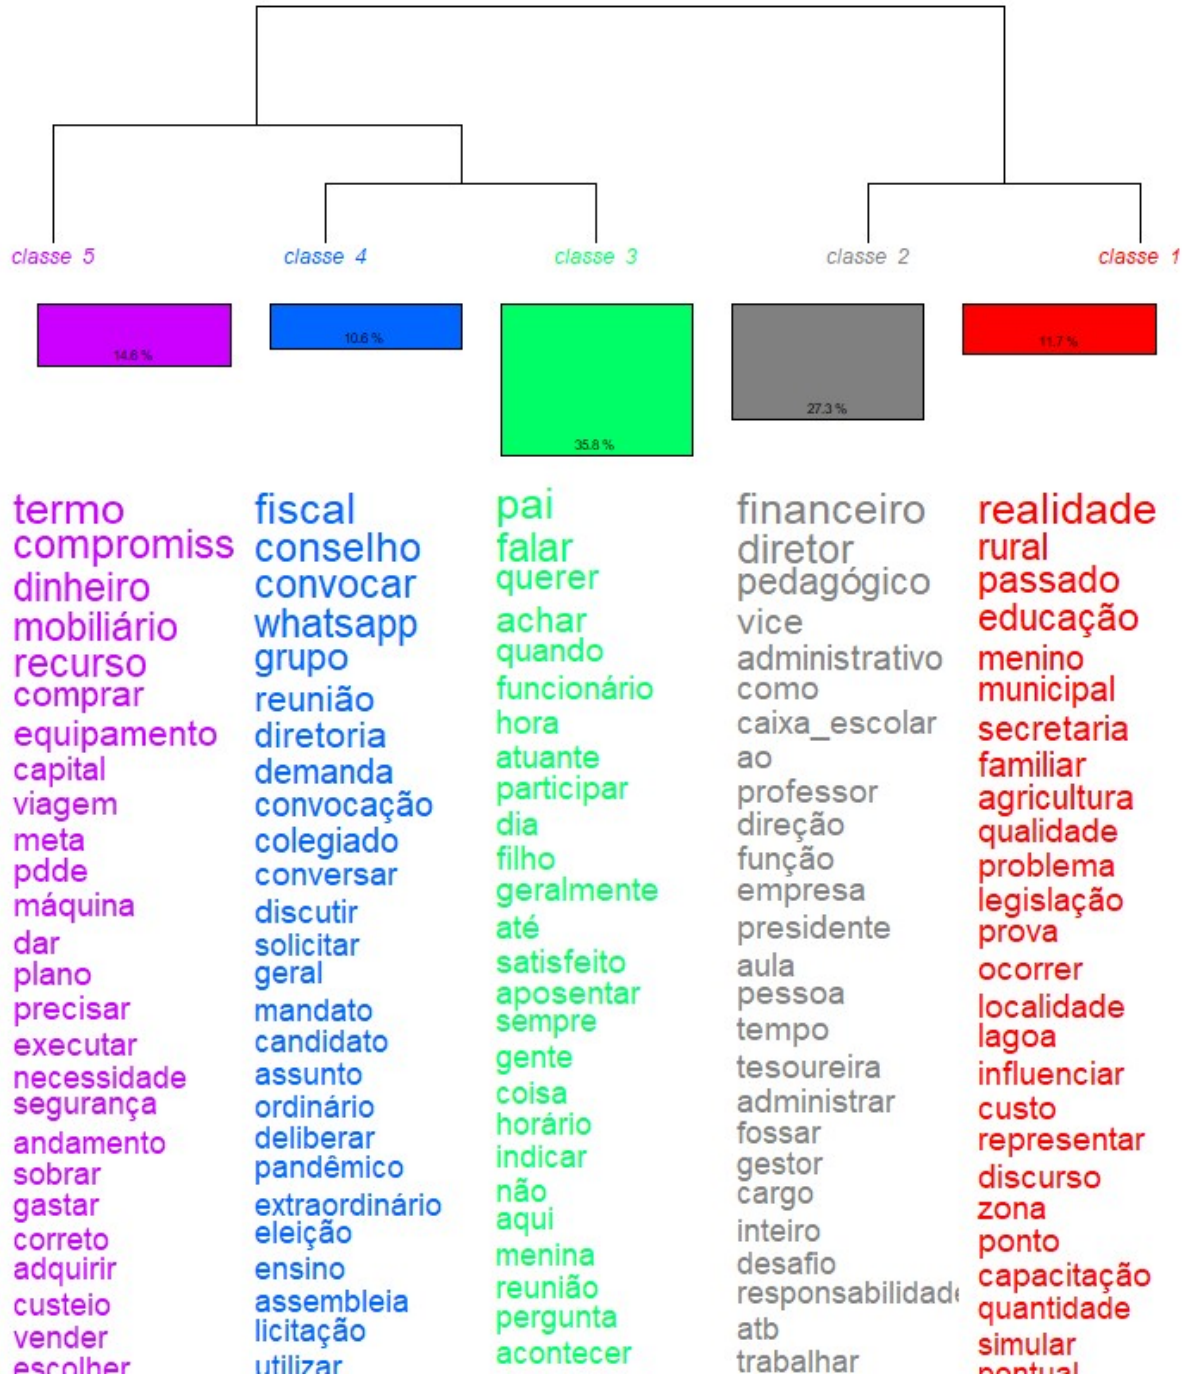 classe 5
classe 4
classe 3
classe 2
classe 1
14.6 %
10.6 %
35.8 %
27.3 %
11.7 %
termo
compromiss
dinheiro
mobiliário
recurso
comprar
equipamento
capital
viagem
meta
pdde
máquina
dar
plano
precisar
executar
necessidade
segurança
andamento
sobrar
gastar
correto
adquirir
custeio
vender
escolher
fiscal
conselho
convocar
whatsapp
grupo
reunião
diretoria
demanda
convocação
colegiado
conversar
discutir
solicitar
geral
mandato
candidato
assunto
ordinário
deliberar
pandêmico
extraordinário
eleição
ensino
assembleia
licitação
utilizar
pai
falar
querer
achar
quando
funcionário
hora
atuante
participar
dia
filho
geralmente
até
satisfeito
aposentar
sempre
gente
coisa
horário
indicar
não
aqui
menina
reunião
pergunta
acontecer
financeiro
diretor
pedagógico
vice
administrativo
como
caixa_escolar
ao
professor
direção
função
empresa
presidente
aula
pessoa
tempo
tesoureira
administrar
fossar
gestor
cargo
inteiro
desafio
responsabilidade
atb
trabalhar
realidade
rural
passado
educação
menino
municipal
secretaria
familiar
agricultura
qualidade
problema
legislação
prova
ocorrer
localidade
lagoa
influenciar
custo
representar
discurso
zona
ponto
capacitação
quantidade
simular
pontual